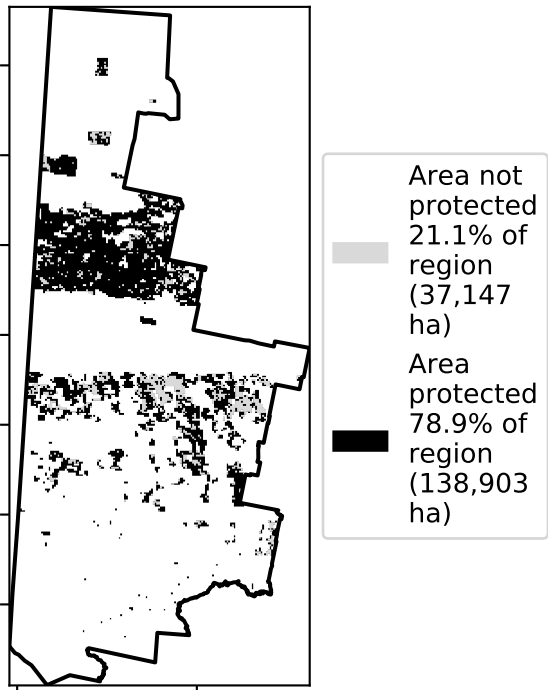 Area not
protected
21.1% of
region
(37,147
ha)
Area
protected
78.9% of
region
(138,903
ha)